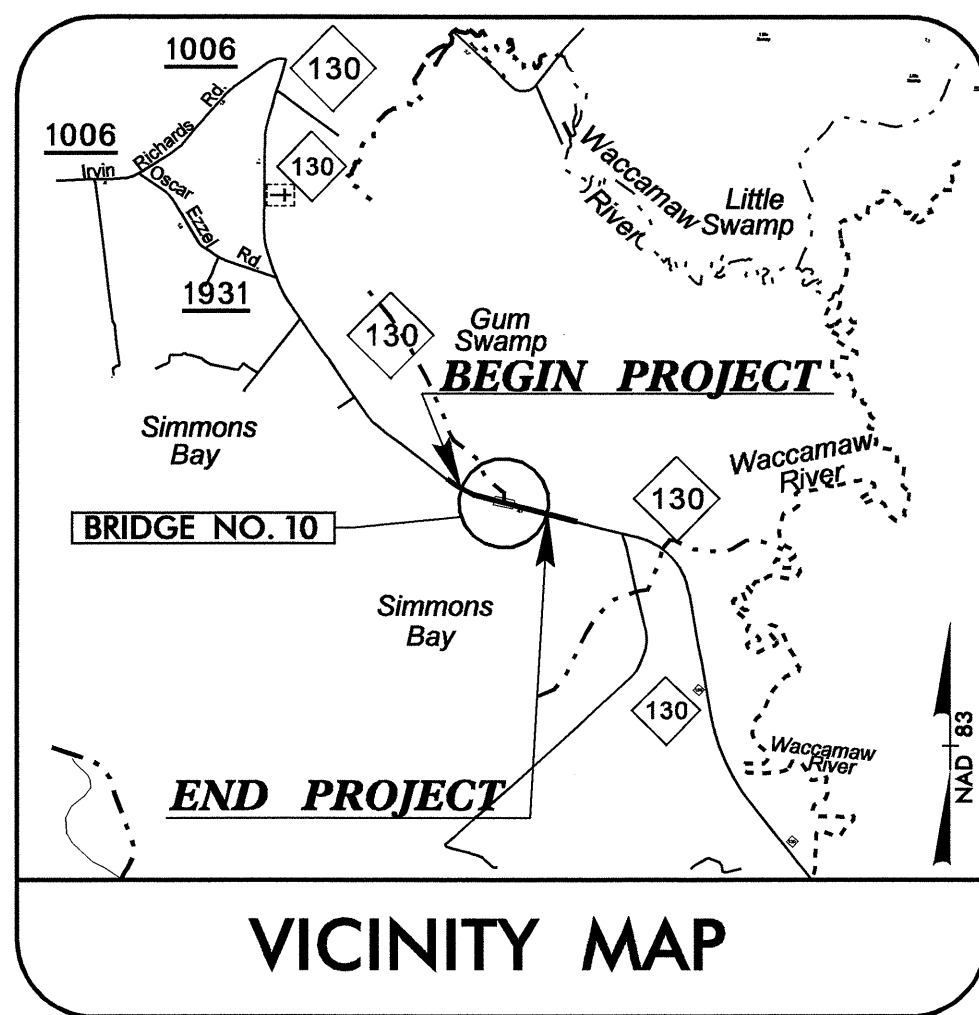 1006
130
1006
Richards Rd.
Irvin
130
Oscar Ezzel Rd.
1931
Waccamaw
River
Little
Swamp
130
Gum
Swamp
BEGIN PROJECT
Simmons
Bay
Waccamaw
River
130
BRIDGE NO. 10
Simmons
Bay
130
NAD 83
Waccamaw
River
END PROJECT
VICINITY MAP